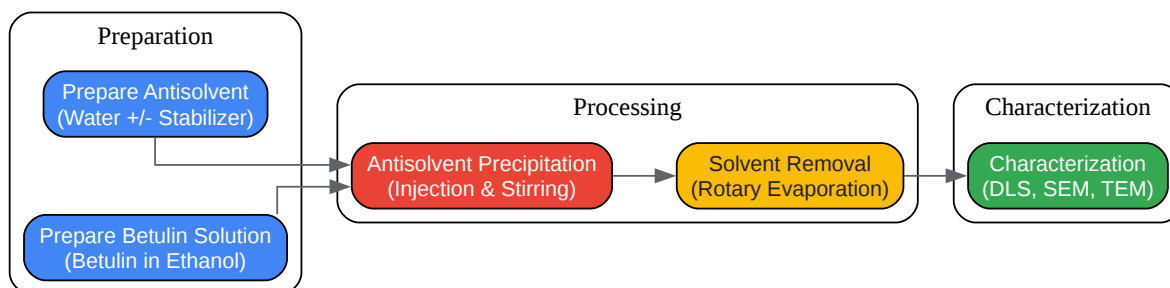 Preparation
Prepare Antisolvent
(Water +/- Stabilizer)
Prepare Betulin Solution
(Betulin in Ethanol)
Processing
Antisolvent Precipitation
(Injection & Stirring)
Solvent Removal
(Rotary Evaporation)
Characterization
Characterization
(DLS, SEM, TEM)